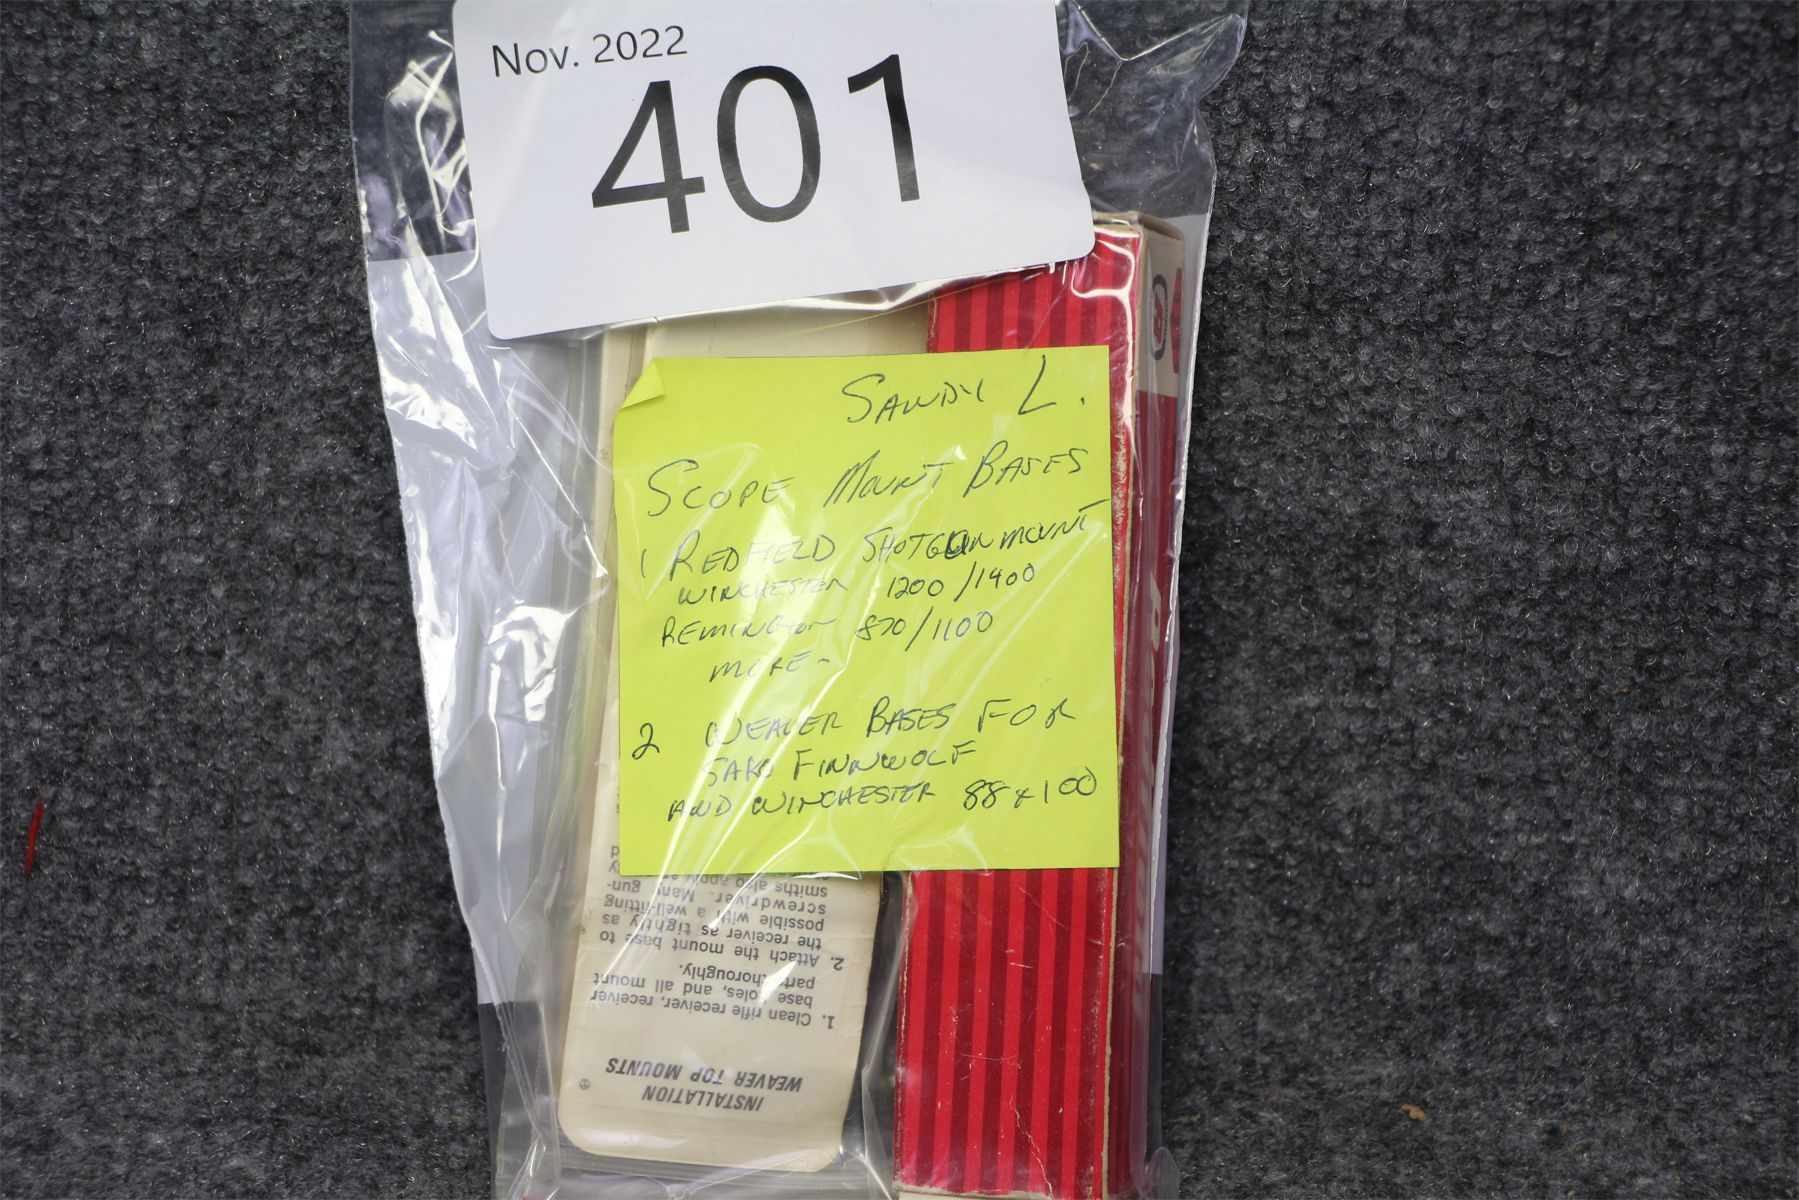 Nov. 2022
401
SANDY L.
SCOPE MOUNT BASES
1 REDFIELD SHOTGUN MOUNT
WINCHESTER 1200/1400
REMINGTON 870/1100
MORE-
2 WEAVER BASES FOR
SAKO FINNWOLF
AND WINCHESTER 88 & 100
INSTALLATION
WEAVER TOP MOUNTS
1. Clean rifle receiver, receiver
base holes, and all mount
parts thoroughly.
2. Attach the mount base to
the receiver as tightly as
possible with a well-fitting
screwdriver. Many gun-
smiths also apply
R